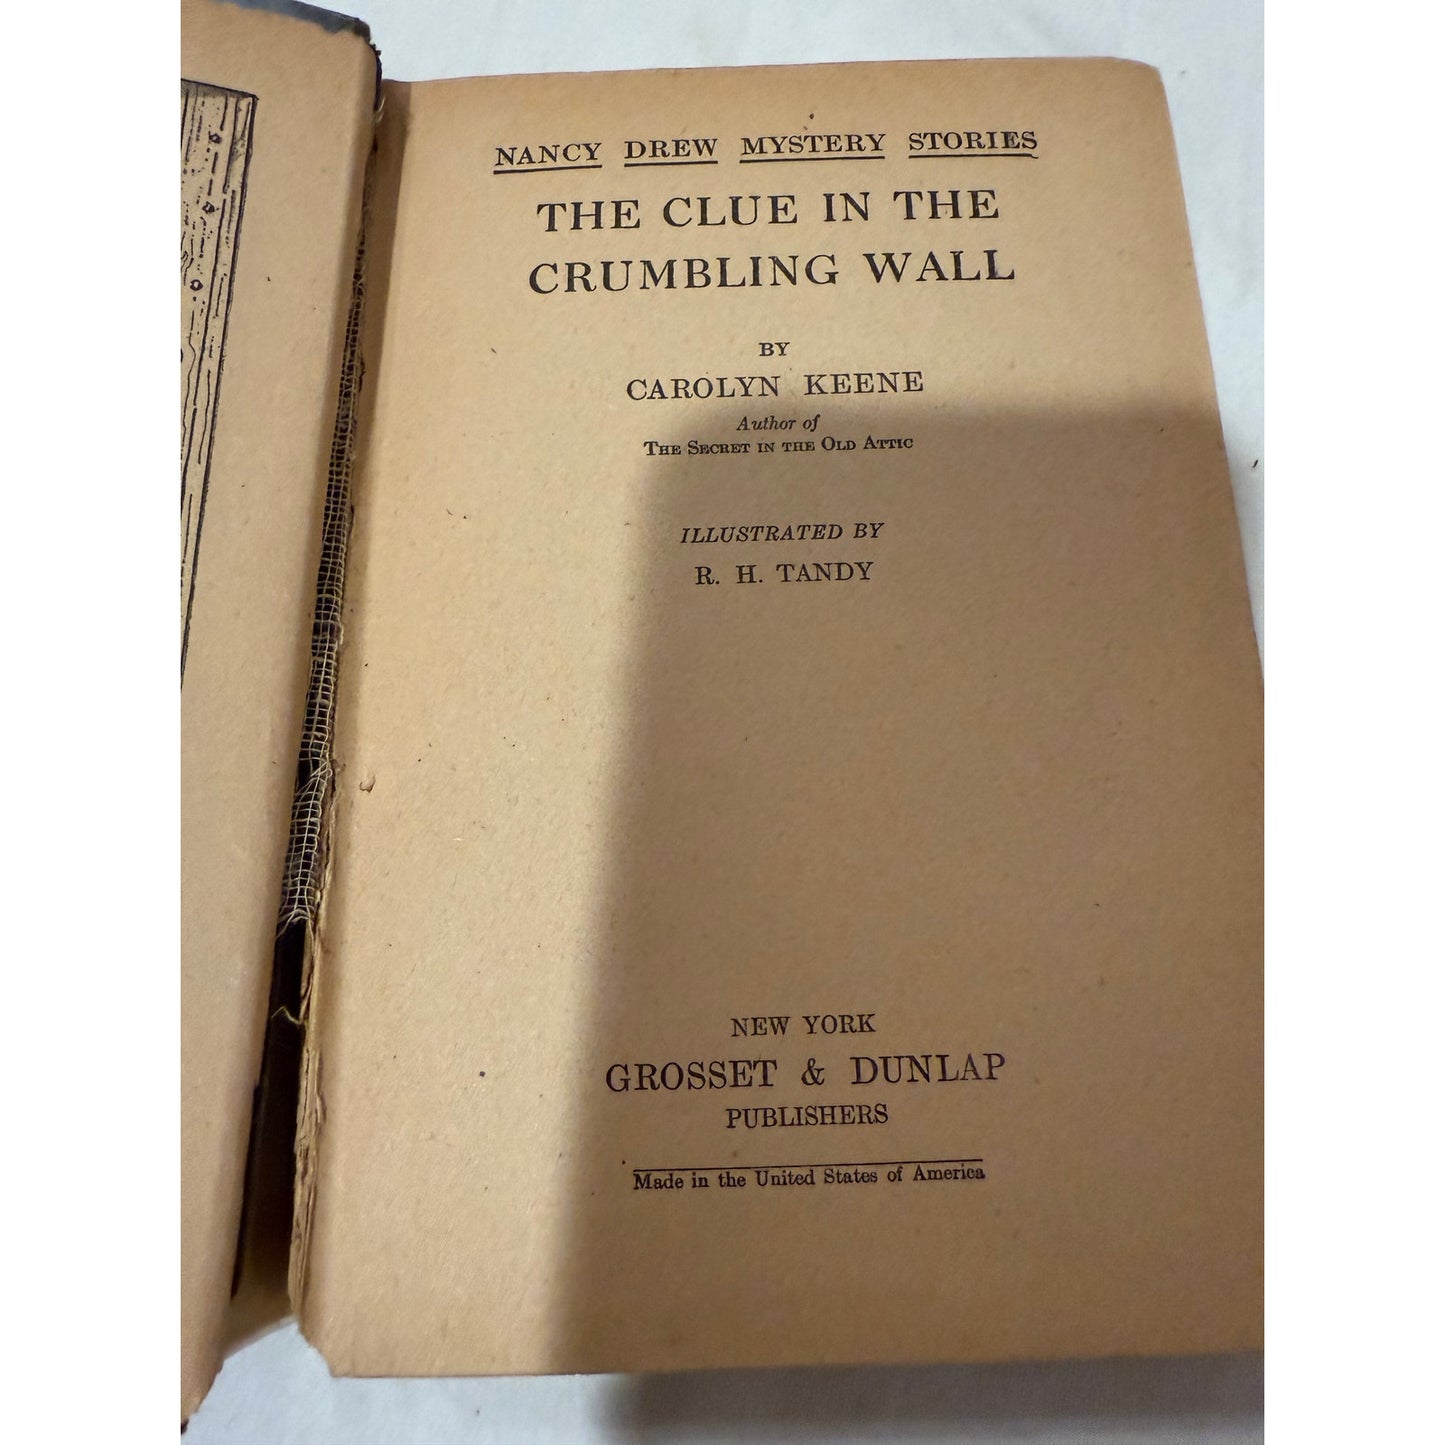 NANCY DREW MYSTERY STORIES
THE CLUE IN THE
CRUMBLING WALL
BY
CAROLYN KEENE
Author of
THE SECRET IN THE OLD ATTIC
ILLUSTRATED BY
R. H. TANDY
NEW YORK
GROSSET & DUNLAP
PUBLISHERS
Made in the United States of America